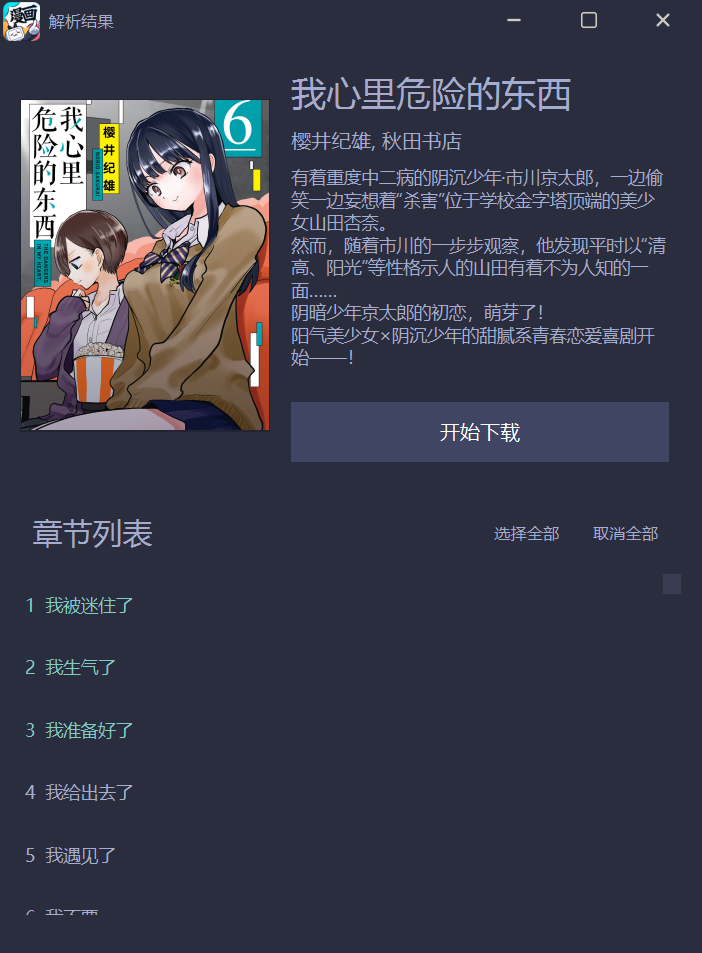 漫画
解析结果
我心里
危险的东西
樱井纪雄
NORIO SAKURAI
6
THE DANGERS
IN MY HEART
我心里危险的东西
樱井纪雄, 秋田书店
有着重度中二病的阴沉少年·市川京太郎，一边偷
笑一边妄想着“杀害”位于学校金字塔顶端的美少
女山田杏奈。
然而，随着市川的一步步观察，他发现平时以“清
高、阳光”等性格示人的山田有着不为人知的一
面……
阴暗少年京太郎的初恋，萌芽了！
阳气美少女×阴沉少年的甜腻系青春恋爱喜剧开
始——！
开始下载
章节列表
选择全部
取消全部
1 我被迷住了
2 我生气了
3 我准备好了
4 我给出去了
5 我遇见了